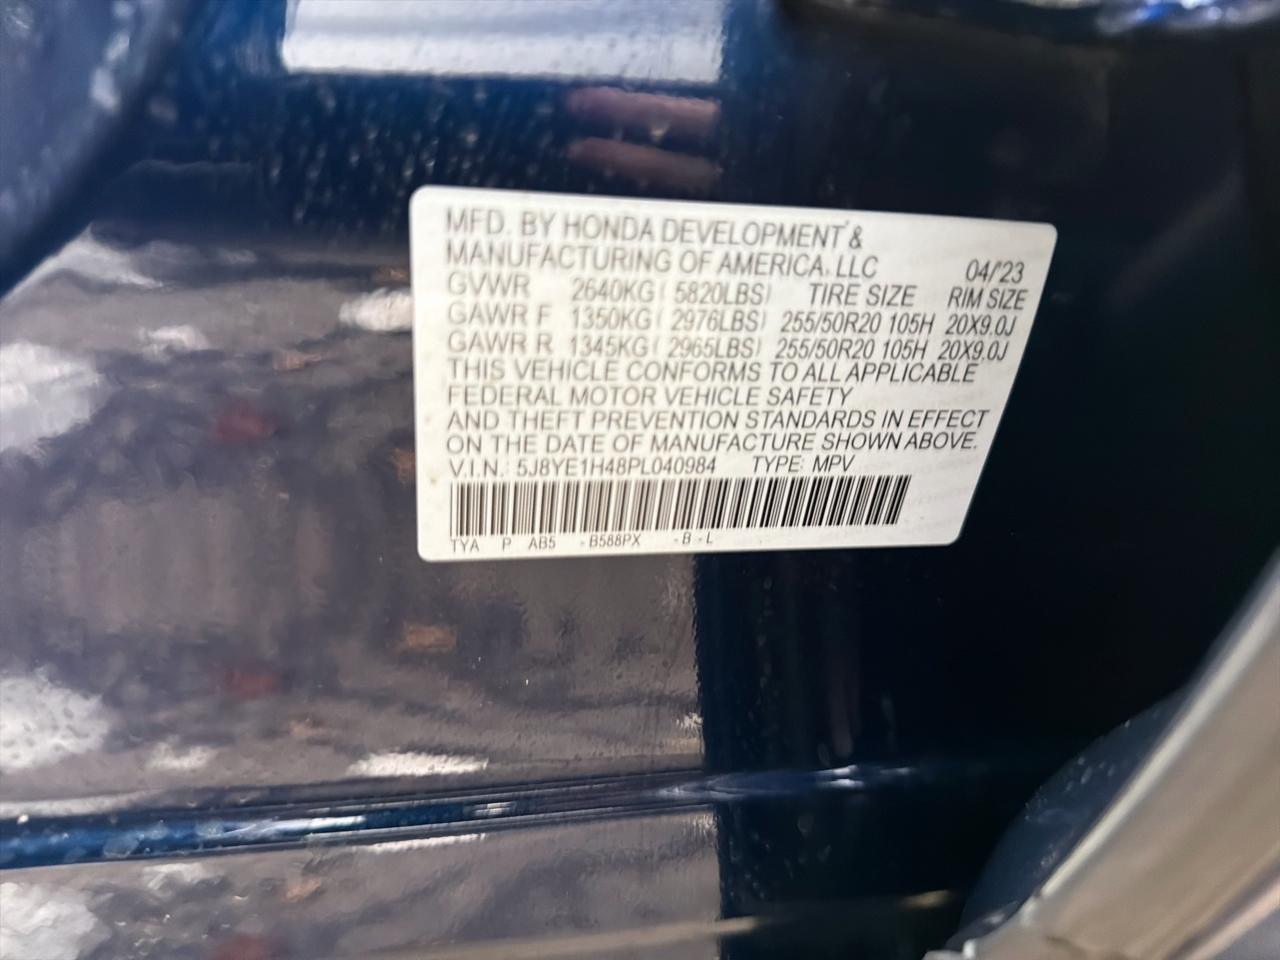 MFD. BY HONDA DEVELOPMENT &
MANUFACTURING OF AMERICA, LLC 04/'23
GVWR 2640KG ( 5820LBS) TIRE SIZE RIM SIZE
GAWR F 1350KG ( 2976LBS) 255/50R20 105H 20X9.0J
GAWR R 1345KG ( 2965LBS) 255/50R20 105H 20X9.0J
THIS VEHICLE CONFORMS TO ALL APPLICABLE
FEDERAL MOTOR VEHICLE SAFETY
AND THEFT PREVENTION STANDARDS IN EFFECT
ON THE DATE OF MANUFACTURE SHOWN ABOVE.
V.I.N.: 5J8YE1H48PL040984 TYPE: MPV
TYA P AB5 - B588PX - B - L